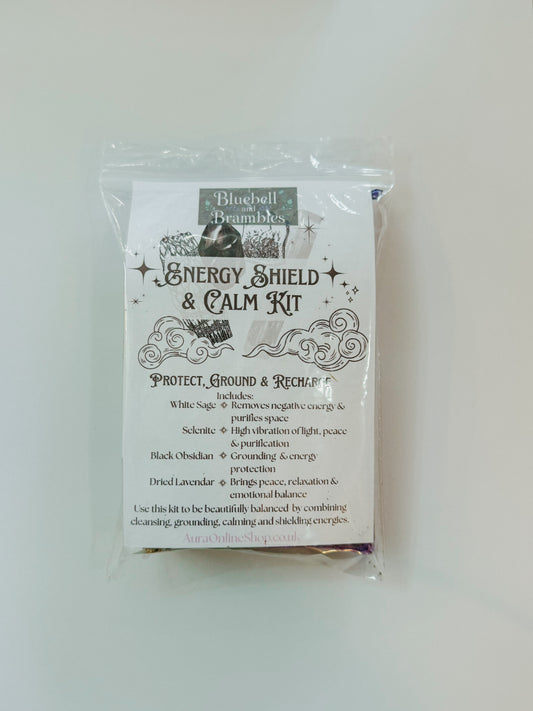 Bluebell
and
Brambles
Energy Shield
& Calm Kit
Protect, Ground & Recharge
Includes:
White Sage ✧ Removes negative energy &
purifies space
Selenite ✧ High vibration of light, peace
& purification
Black Obsidian ✧ Grounding & energy
protection
Dried Lavendar ✧ Brings peace, relaxation &
emotional balance
Use this kit to be beautifully balanced by combining
cleansing, grounding, calming and shielding energies.
AuraOnlineShop.co.uk